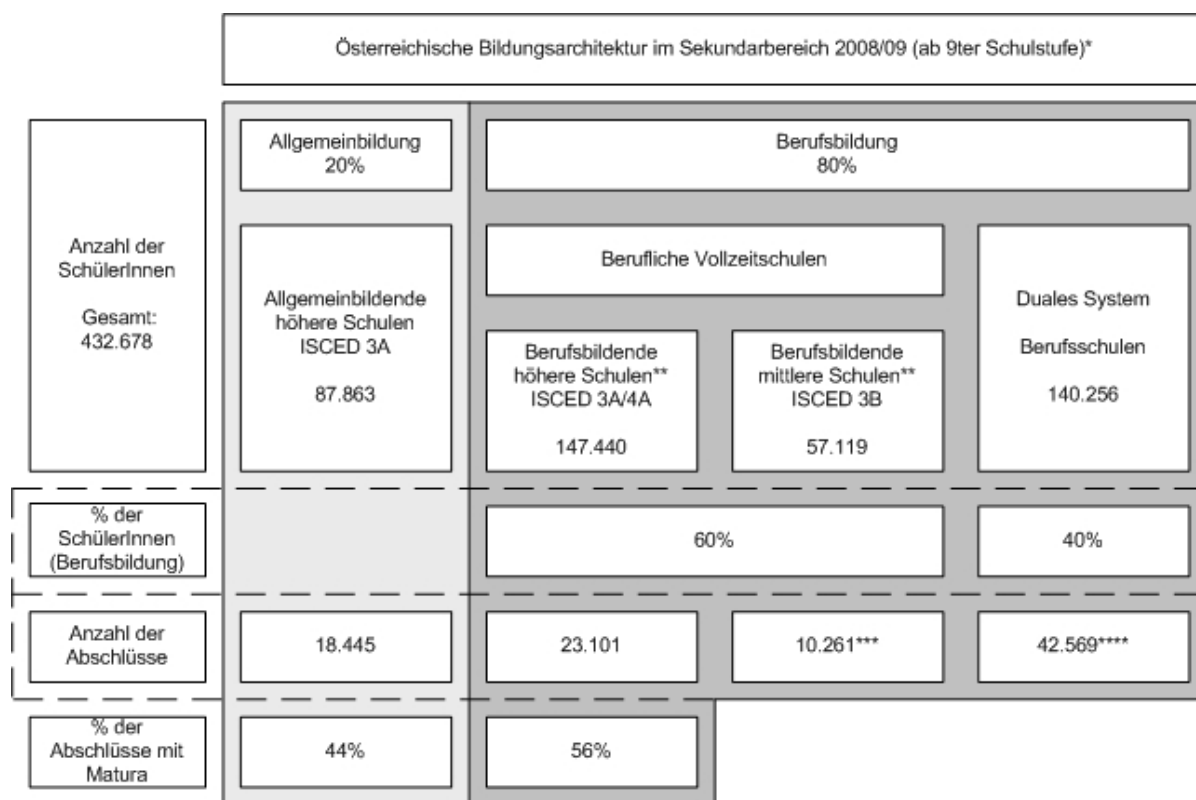 Österreichische Bildungsarchitektur im Sekundarbereich 2008/09 (ab 9ter Schulstufe)*
Anzahl der
SchülerInnen
Gesamt:
432.678
Allgemeinbildung
20%
Berufsbildung
80%
Allgemeinbildende
höhere Schulen
ISCED 3A
87.863
Berufliche Vollzeitschulen
Berufsbildende
höhere Schulen**
ISCED 3A/4A
147.440
Berufsbildende
mittlere Schulen**
ISCED 3B
57.119
Duales System
Berufsschulen
140.256
% der
SchülerInnen
(Berufsbildung)
60%
40%
Anzahl der
Abschlüsse
18.445
23.101
10.261***
42.569****
% der
Abschlüsse mit
Matura
44%
56%